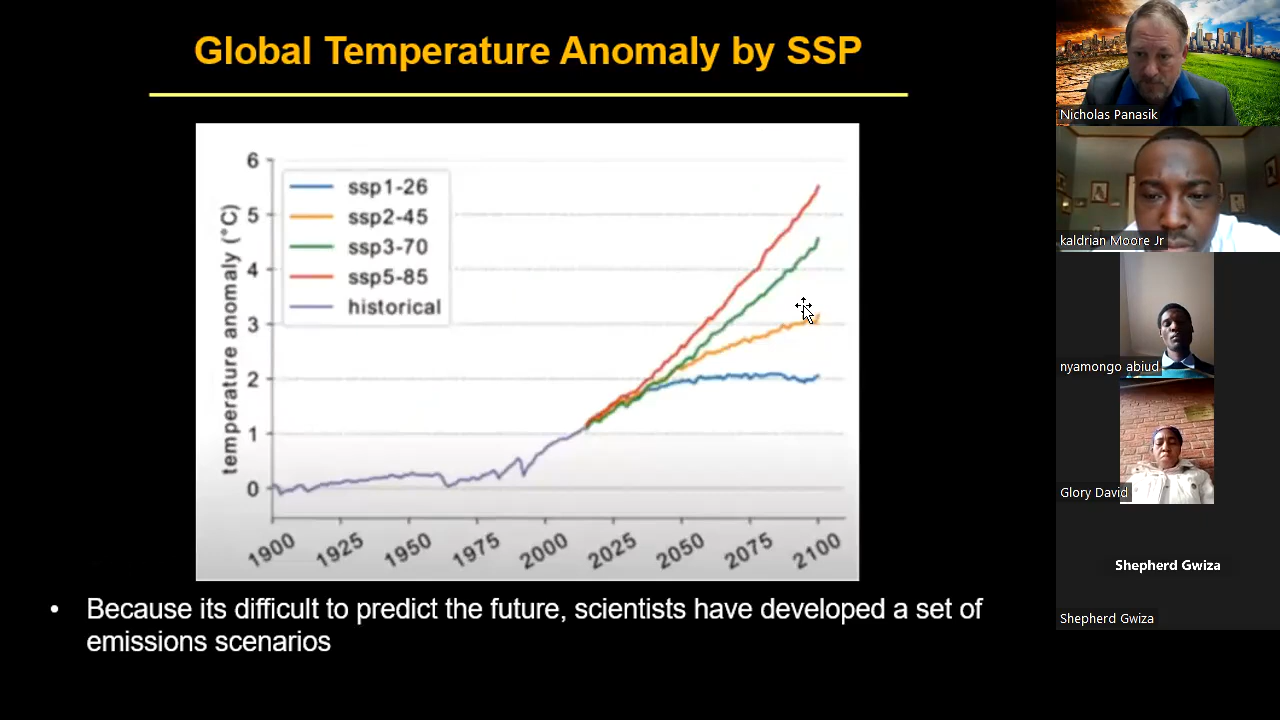 Global Temperature Anomaly by SSP
temperature anomaly (°C)
6
5
4
3
2
1
0
ssp1-26
ssp2-45
ssp3-70
ssp5-85
historical
1900
1925
1950
1975
2000
2025
2050
2075
2100
• Because its difficult to predict the future, scientists have developed a set of
emissions scenarios
Nicholas Panasik
kaldrian Moore Jr
nyamongo abiud
Glory David
Shepherd Gwiza
Shepherd Gwiza